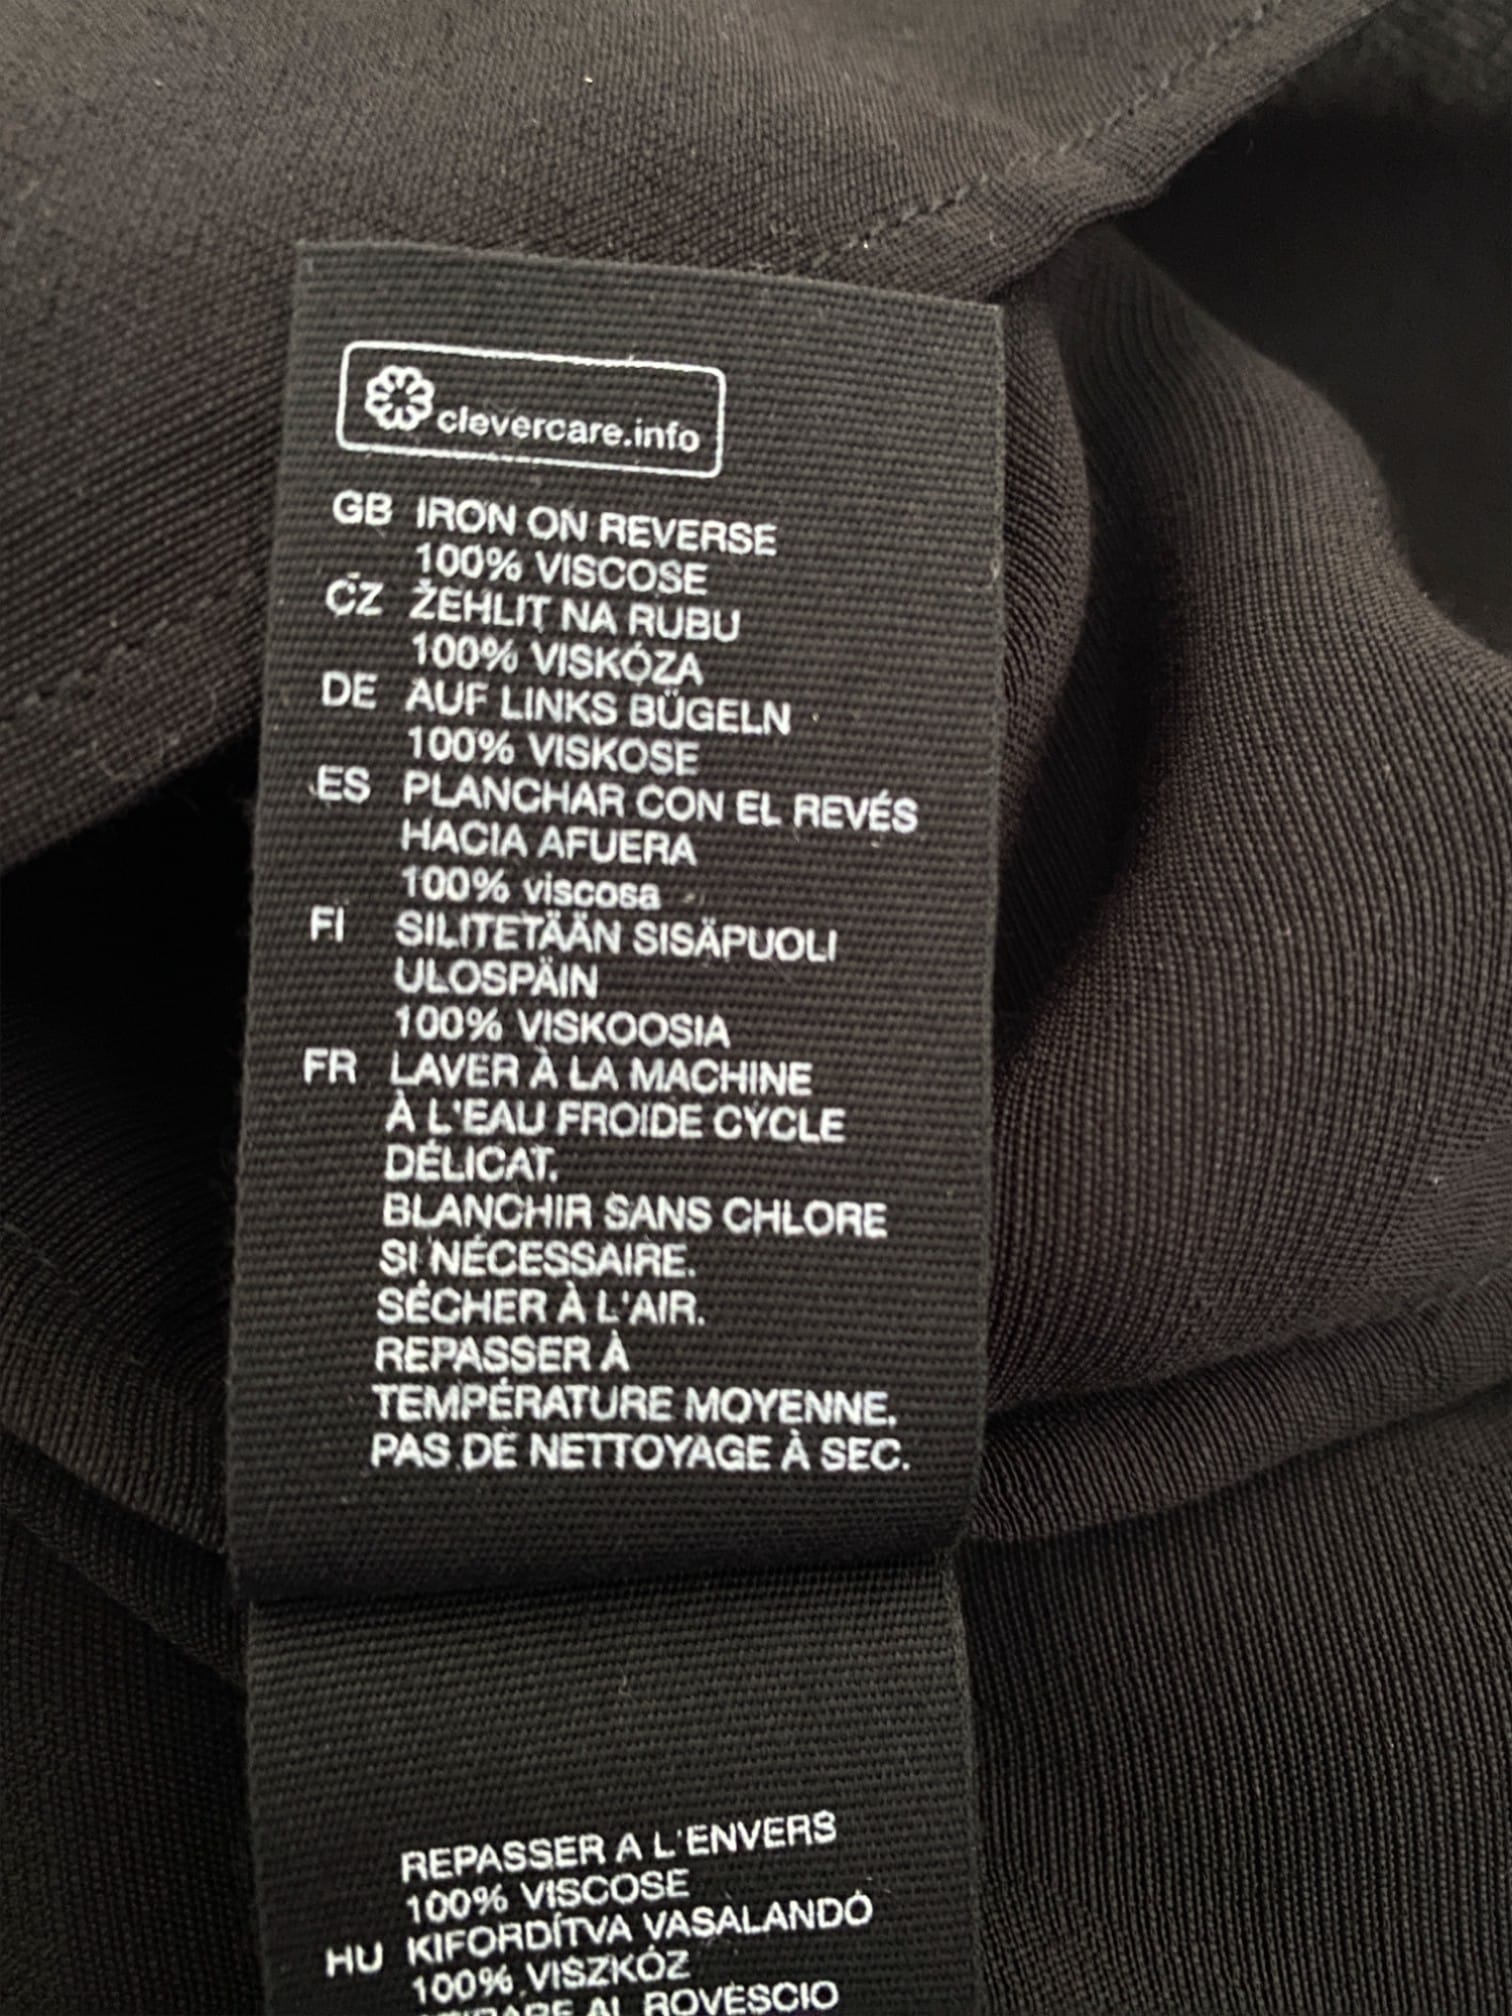 clevercare.info
GB IRON ON REVERSE
100% VISCOSE
CZ ŽEHLIT NA RUBU
100% VISKÓZA
DE AUF LINKS BÜGELN
100% VISKOSE
ES PLANCHAR CON EL REVÉS
HACIA AFUERA
100% viscosa
FI SILITETÄÄN SISÄPUOLI
ULOSPÄIN
100% VISKOOSIA
FR LAVER À LA MACHINE
À L'EAU FROIDE CYCLE
DÉLICAT.
BLANCHIR SANS CHLORE
SI NÉCESSAIRE.
SÉCHER À L'AIR.
REPASSER À
TEMPÉRATURE MOYENNE.
PAS DE NETTOYAGE À SEC.
REPASSER A L'ENVERS
100% VISCOSE
HU KIFORDÍTVA VASALANDÓ
100% VISZKÓZ
AL ROVESCIO